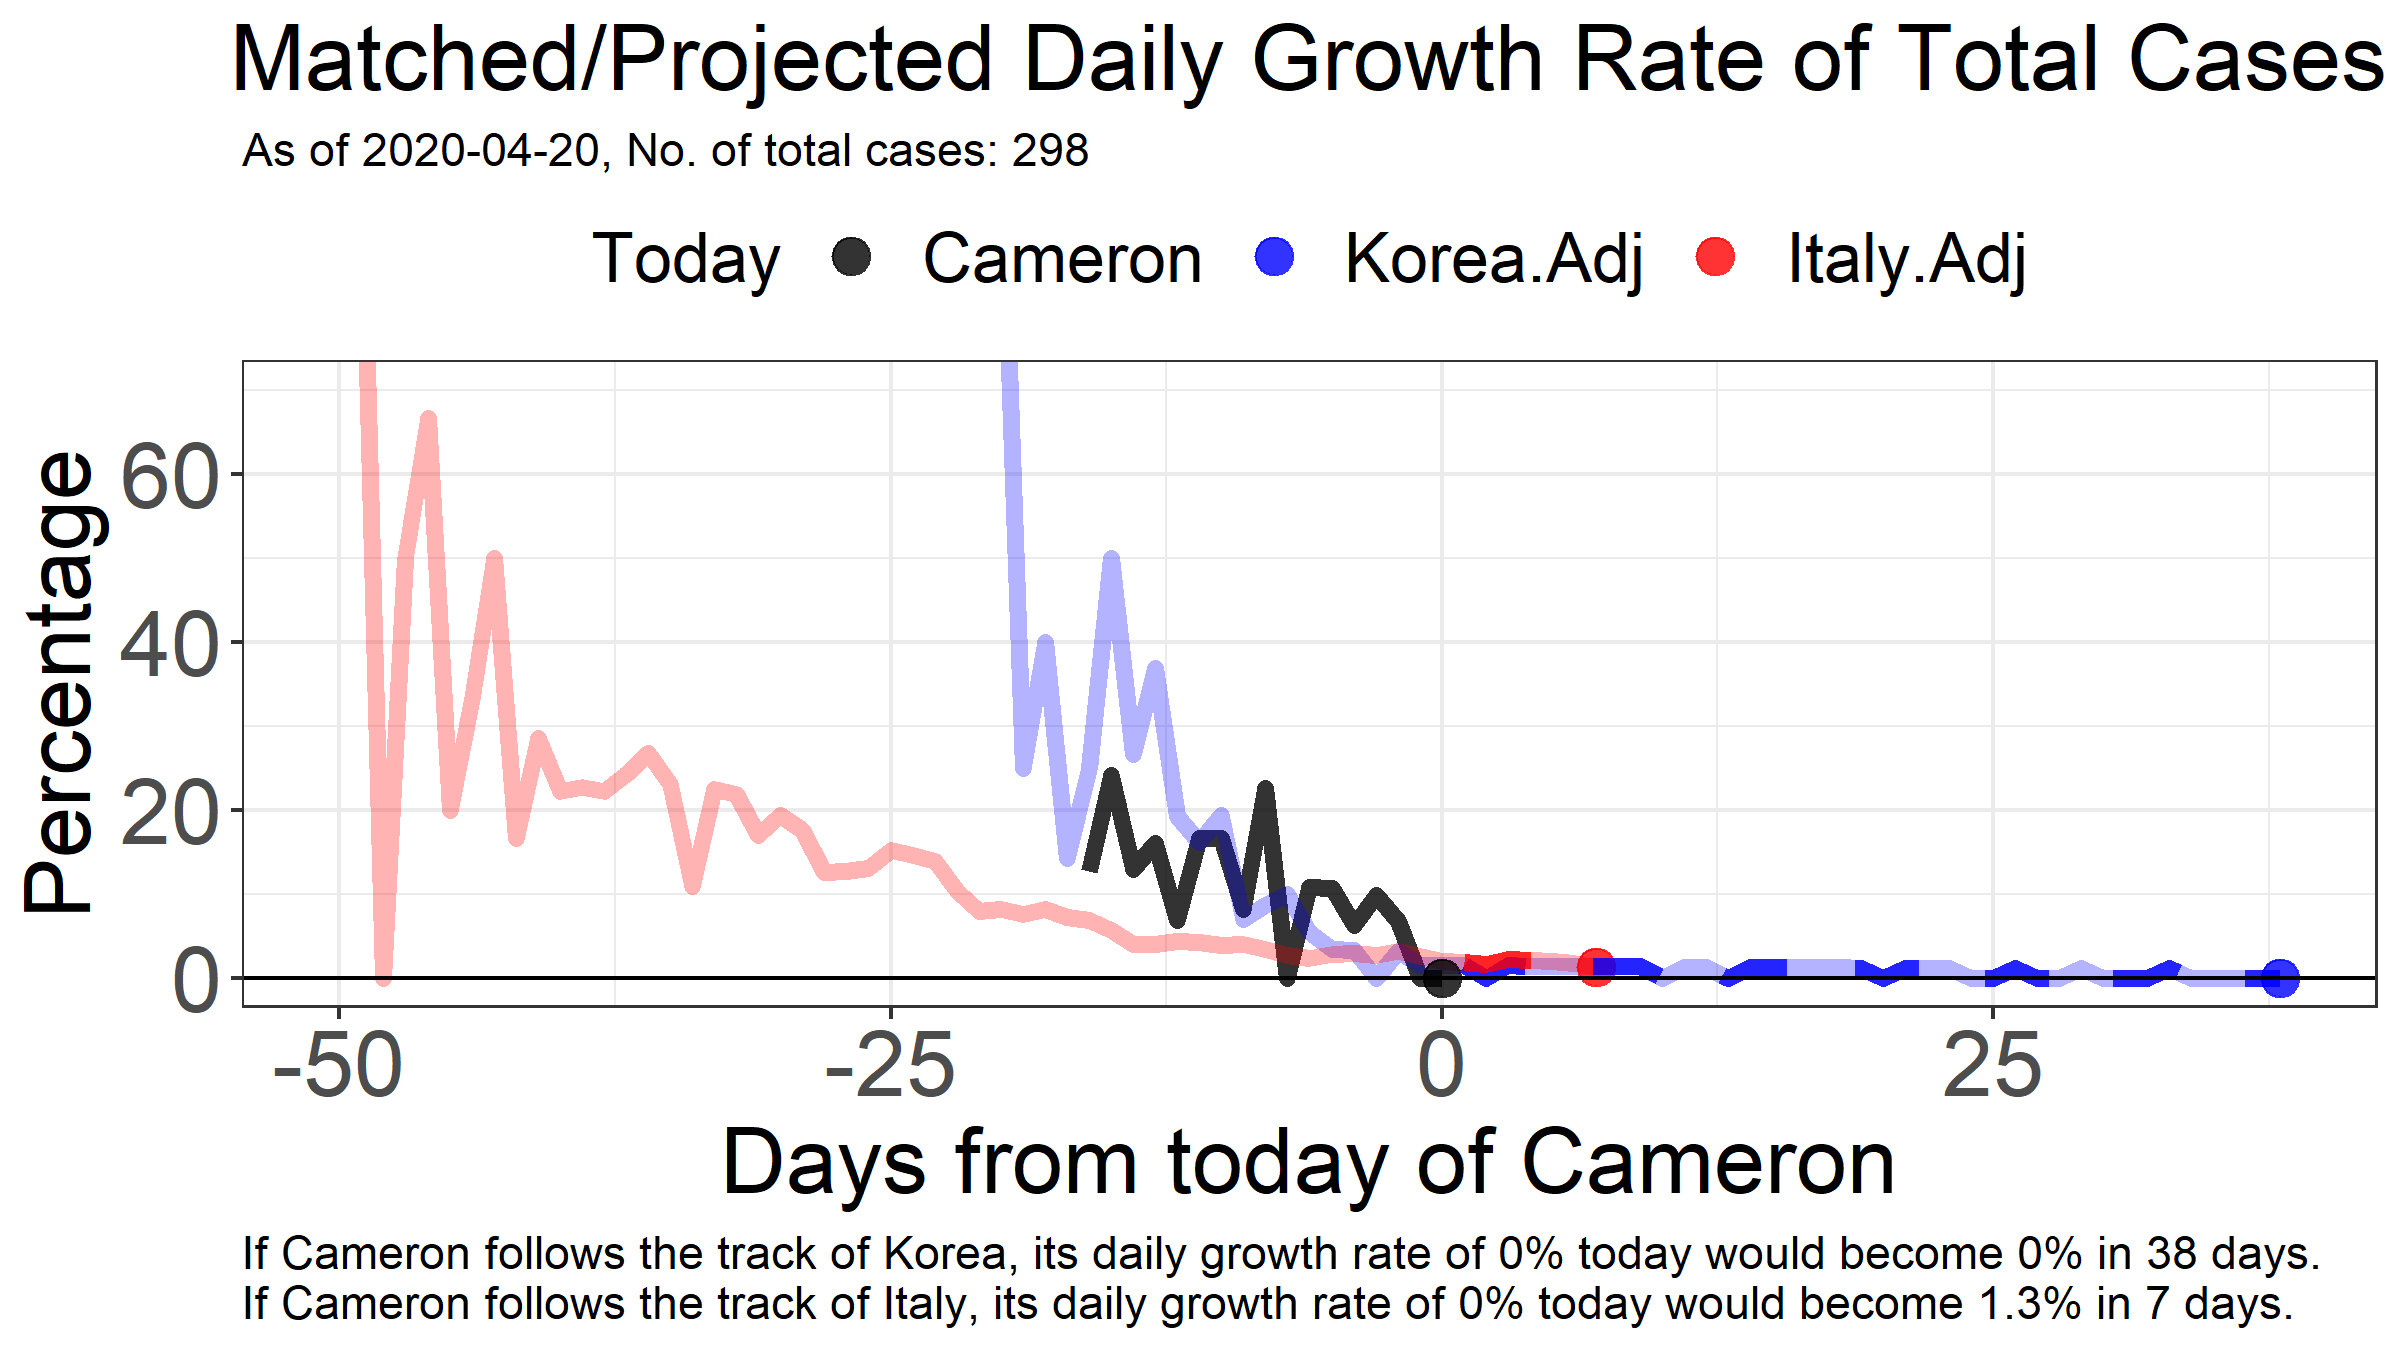 Matched/Projected Daily Growth Rate of Total Cases
As of 2020-04-20, No. of total cases: 298
Today Cameron Korea.Adj Italy.Adj
Percentage
60
40
20
0
-50 -25 0 25
Days from today of Cameron
If Cameron follows the track of Korea, its daily growth rate of 0% today would become 0% in 38 days.
If Cameron follows the track of Italy, its daily growth rate of 0% today would become 1.3% in 7 days.